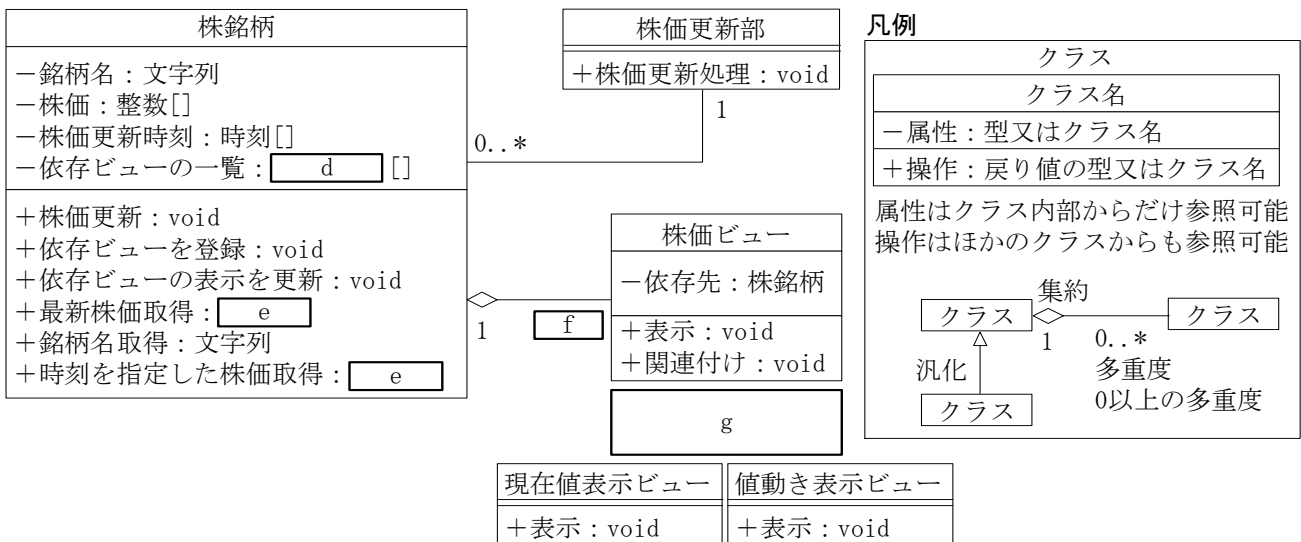 株銘柄
－銘柄名：文字列
－株価：整数[]
－株価更新時刻：時刻[]
－依存ビューの一覧： d []
＋株価更新：void
＋依存ビューを登録：void
＋依存ビューの表示を更新：void
＋最新株価取得： e
＋銘柄名取得：文字列
＋時刻を指定した株価取得： e
株価更新部
＋株価更新処理：void
1
0..*
株価ビュー
－依存先：株銘柄
＋表示：void
＋関連付け：void
1
f
g
現在値表示ビュー
＋表示：void
値動き表示ビュー
＋表示：void
凡例
クラス
クラス名
－属性：型又はクラス名
＋操作：戻り値の型又はクラス名
属性はクラス内部からだけ参照可能
操作はほかのクラスからも参照可能
集約
クラス
クラス
1
0..*
汎化
多重度
0以上の多重度
クラス